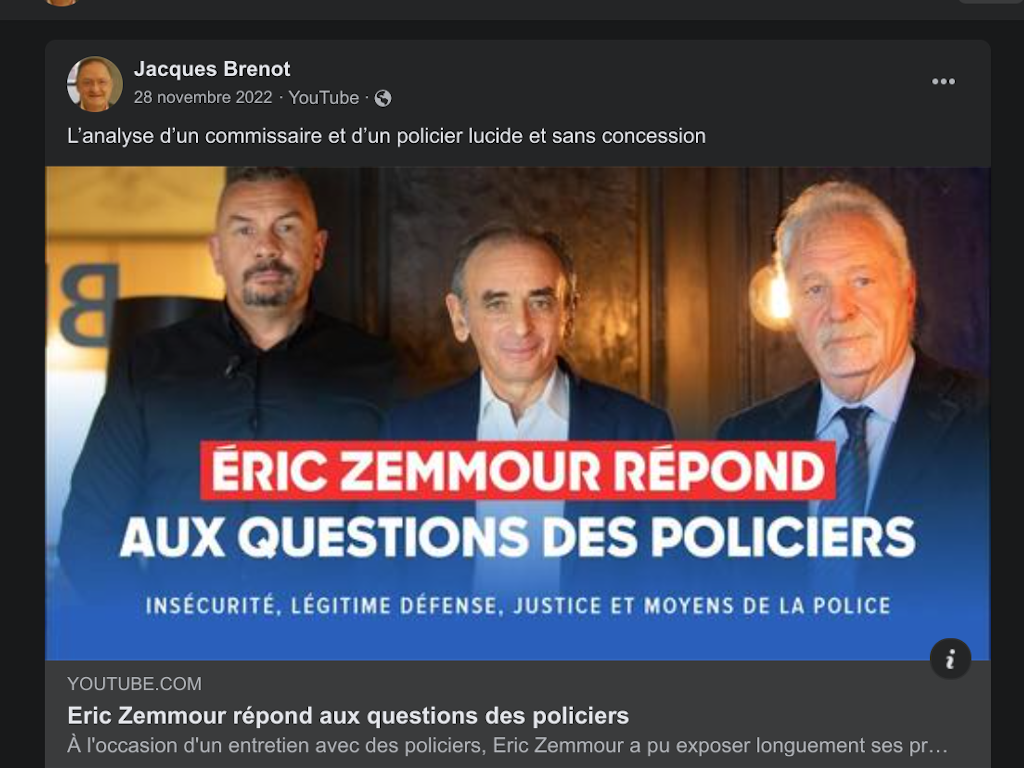 Jacques Brenot
28 novembre 2022 · YouTube ·
L’analyse d’un commissaire et d’un policier lucide et sans concession
B
ÉRIC ZEMMOUR RÉPOND
AUX QUESTIONS DES POLICIERS
INSÉCURITÉ, LÉGITIME DÉFENSE, JUSTICE ET MOYENS DE LA POLICE
YOUTUBE.COM
Eric Zemmour répond aux questions des policiers
À l'occasion d'un entretien avec des policiers, Eric Zemmour a pu exposer longuement ses pr…